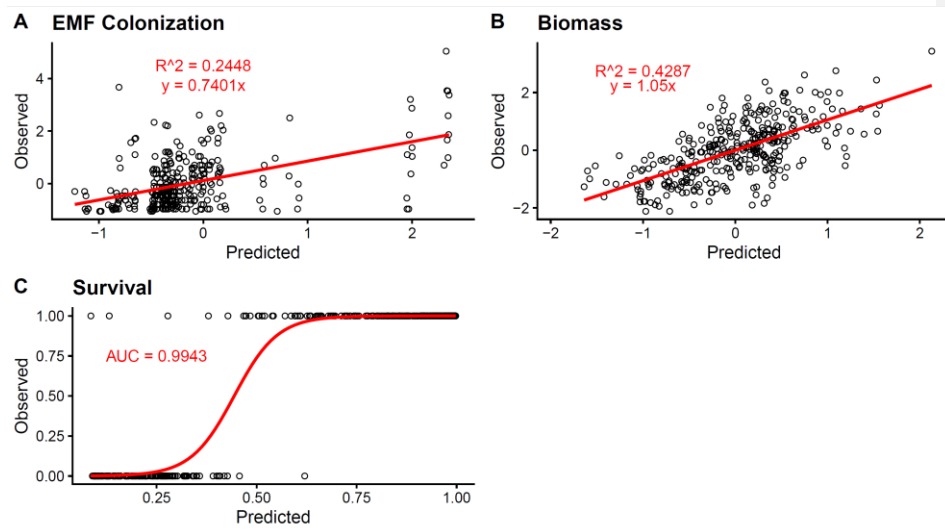 A EMF Colonization
R^2 = 0.2448
y = 0.7401x
Observed
4
2
0
−1
0
1
2
Predicted
B Biomass
R^2 = 0.4287
y = 1.05x
Observed
2
0
−2
−2
−1
0
1
2
Predicted
C Survival
AUC = 0.9943
Observed
1.00
0.75
0.50
0.25
0.00
0.25
0.50
0.75
1.00
Predicted